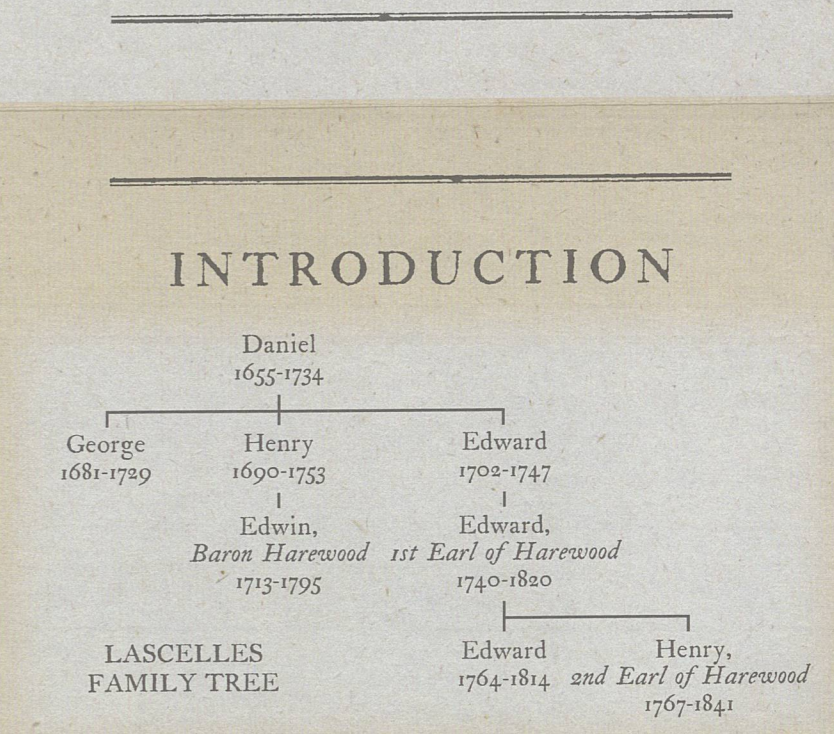 INTRODUCTION
Daniel
1655-1734
George
1681-1729
Henry
1690-1753
Edward
1702-1747
Edwin,
Baron Harewood
1713-1795
Edward,
1st Earl of Harewood
1740-1820
Edward
1764-1814
Henry,
2nd Earl of Harewood
1767-1841
LASCELLES
FAMILY TREE